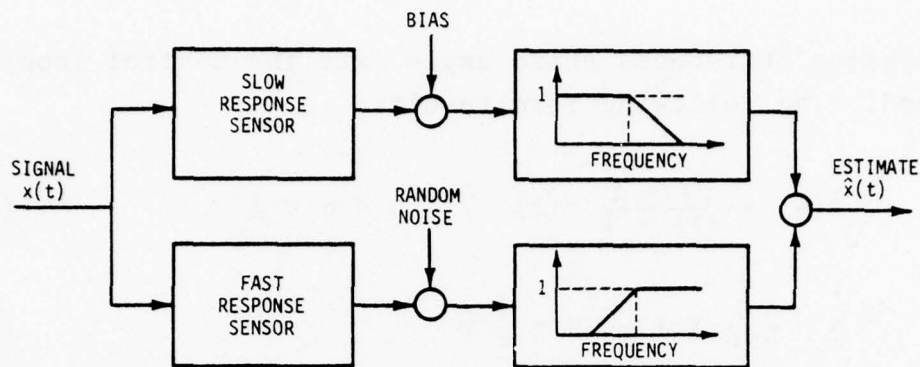 BIAS
SLOW
RESPONSE
SENSOR
1
FREQUENCY
SIGNAL
x(t)
ESTIMATE
x̂(t)
RANDOM
NOISE
FAST
RESPONSE
SENSOR
1
FREQUENCY